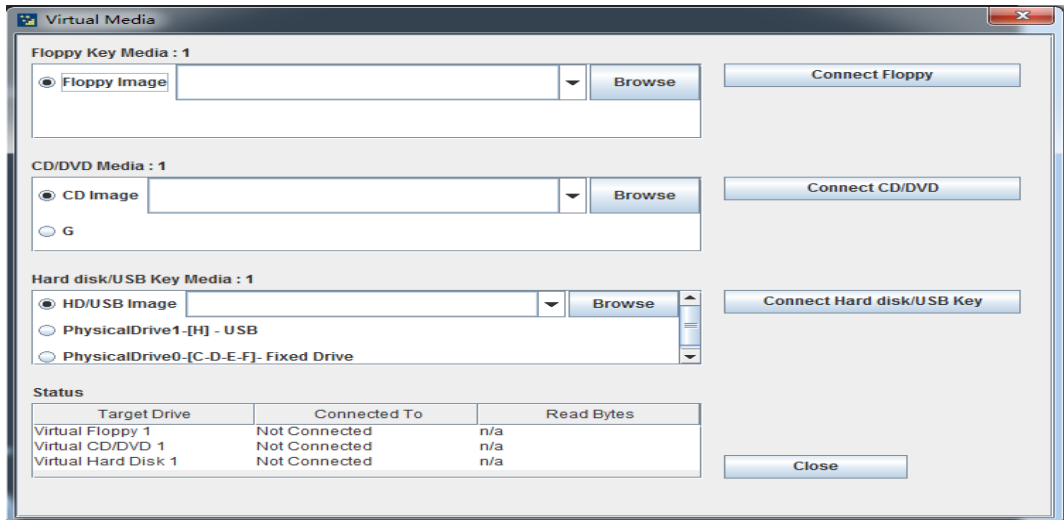 Virtual Media
Floppy Key Media : 1
Floppy Image Browse Connect Floppy
CD/DVD Media : 1
CD Image Browse Connect CD/DVD
G
Hard disk/USB Key Media : 1
HD/USB Image Browse Connect Hard disk/USB Key
PhysicalDrive1-[H] - USB
PhysicalDrive0-[C-D-E-F]- Fixed Drive
Status
Target Drive Connected To Read Bytes
Virtual Floppy 1 Not Connected n/a
Virtual CD/DVD 1 Not Connected n/a
Virtual Hard Disk 1 Not Connected n/a
Close